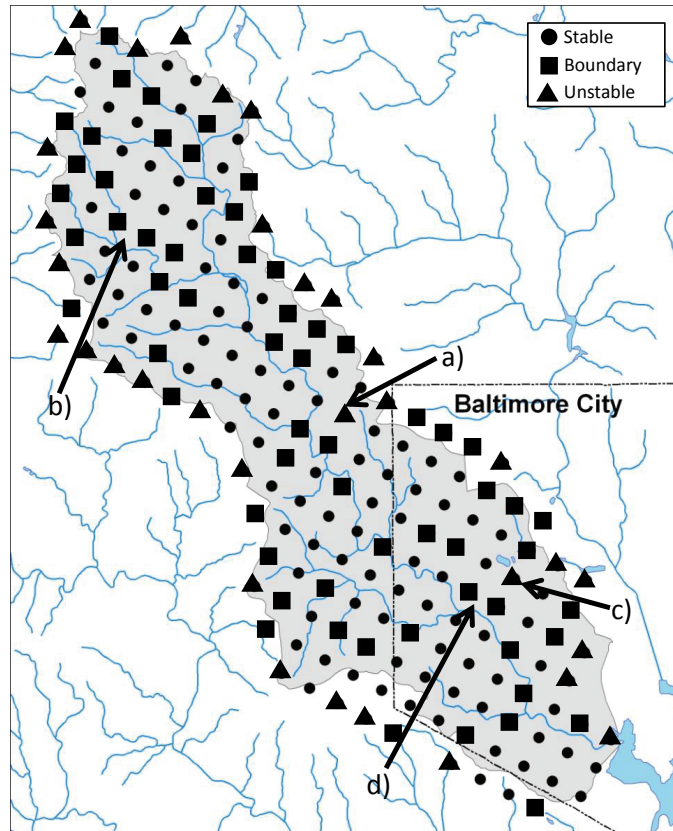 Stable
Boundary
Unstable
a)
Baltimore City
b)
c)
d)